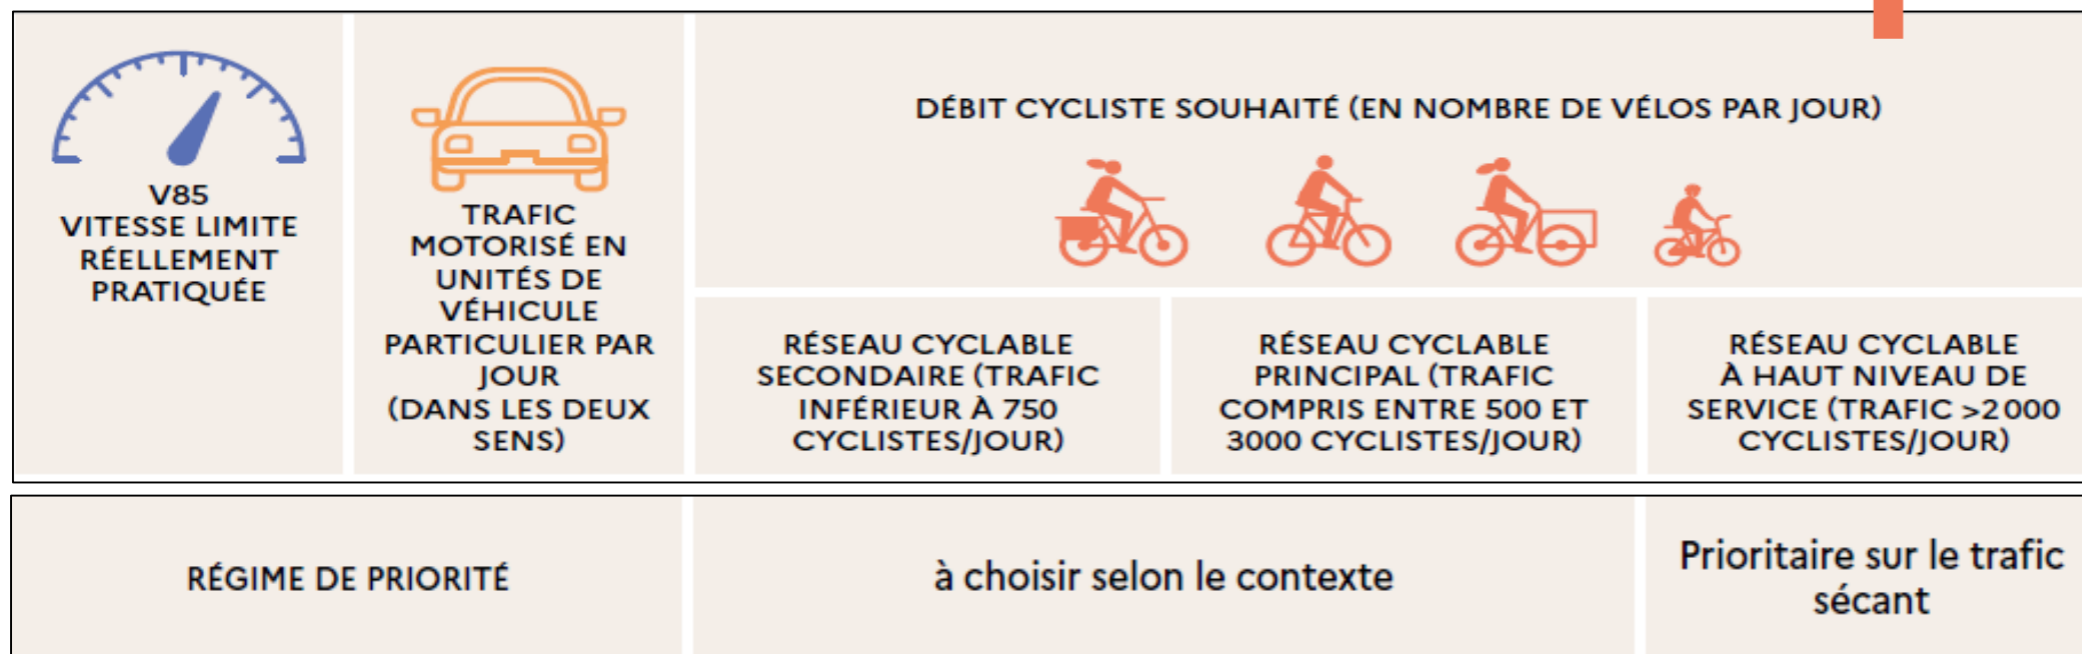 V85
VITESSE LIMITE
RÉELLEMENT
PRATIQUÉE
TRAFIC
MOTORISÉ EN
UNITÉS DE
VÉHICULE
PARTICULIER PAR
JOUR
(DANS LES DEUX
SENS)
DÉBIT CYCLISTE SOUHAITÉ (EN NOMBRE DE VÉLOS PAR JOUR)
RÉSEAU CYCLABLE
SECONDAIRE (TRAFIC
INFÉRIEUR À 750
CYCLISTES/JOUR)
RÉSEAU CYCLABLE
PRINCIPAL (TRAFIC
COMPRIS ENTRE 500 ET
3000 CYCLISTES/JOUR)
RÉSEAU CYCLABLE
À HAUT NIVEAU DE
SERVICE (TRAFIC >2000
CYCLISTES/JOUR)
RÉGIME DE PRIORITÉ
à choisir selon le contexte
Prioritaire sur le trafic
sécant